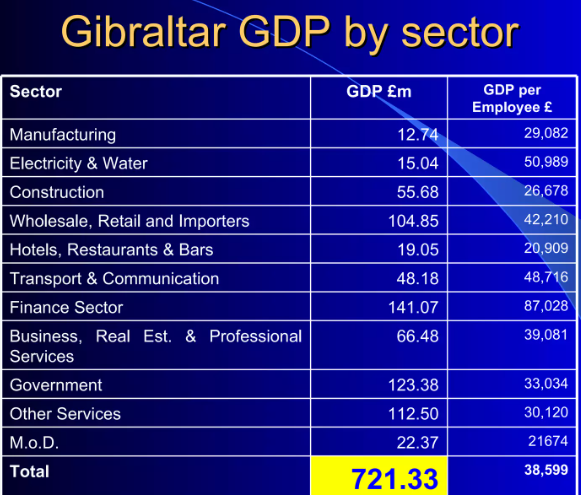 Gibraltar GDP by sector
Sector GDP £m GDP per Employee £
Manufacturing 12.74 29,082
Electricity & Water 15.04 50,989
Construction 55.68 26,678
Wholesale, Retail and Importers 104.85 42,210
Hotels, Restaurants & Bars 19.05 20,909
Transport & Communication 48.18 48,716
Finance Sector 141.07 87,028
Business, Real Est. & Professional Services 66.48 39,081
Government 123.38 33,034
Other Services 112.50 30,120
M.o.D. 22.37 21674
Total 721.33 38,599